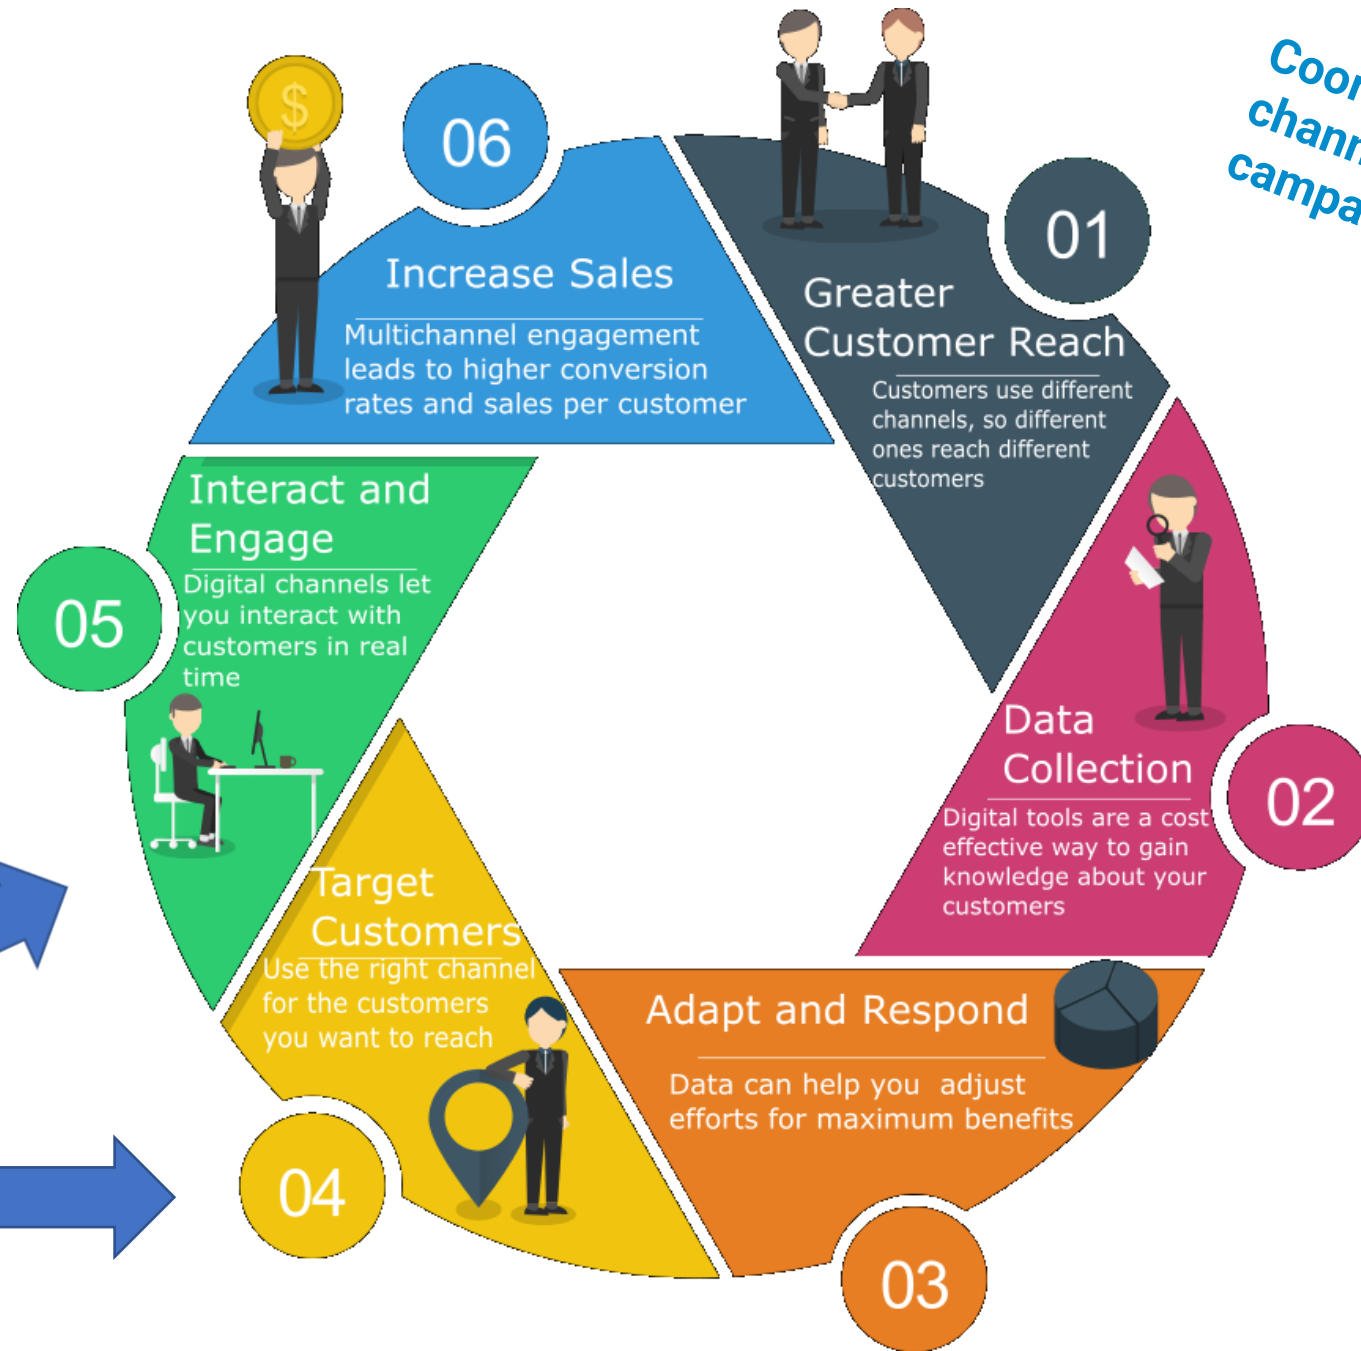 06
$
Increase Sales
Multichannel engagement
leads to higher conversion
rates and sales per customer
01
Greater
Customer Reach
Customers use different
channels, so different
ones reach different
customers
02
Data
Collection
Digital tools are a cost
effective way to gain
knowledge about your
customers
03
Adapt and Respond
Data can help you  adjust
efforts for maximum benefits
04
Target
Customers
Use the right channel
for the customers
you want to reach
05
Interact and
Engage
Digital channels let
you interact with
customers in real
time